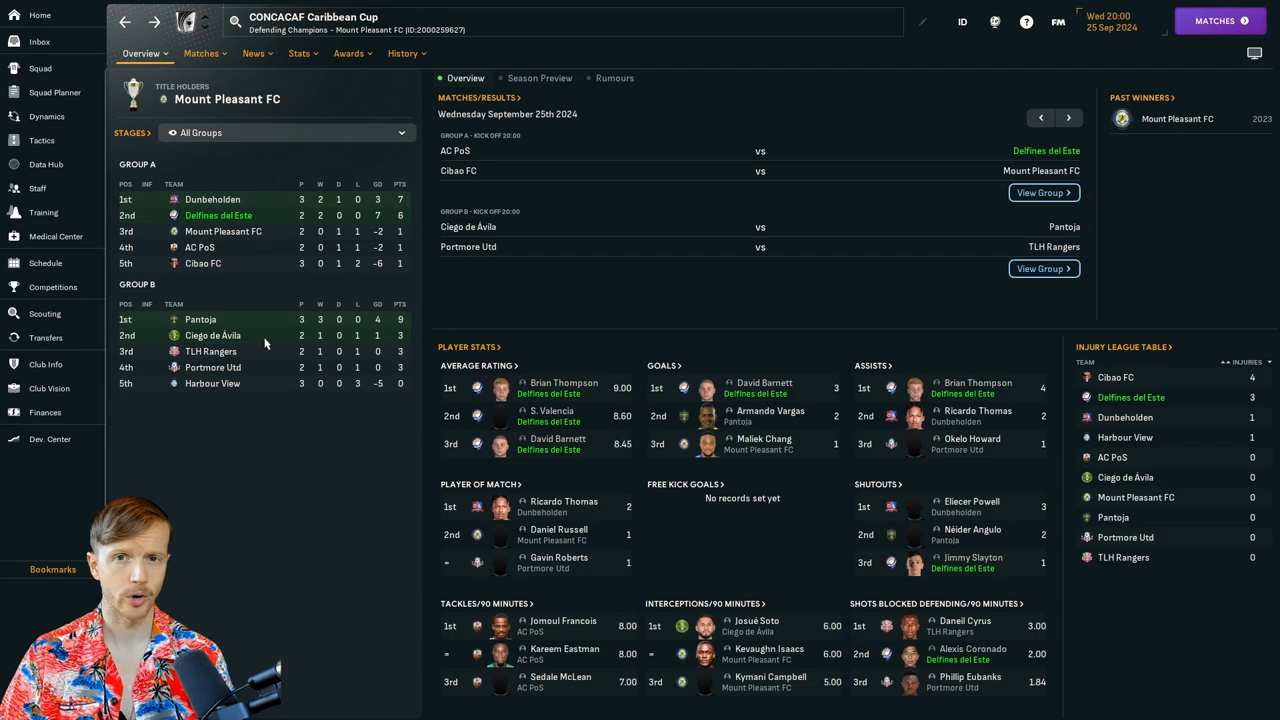 Home
Inbox
Squad
Squad Planner
Dynamics
Tactics
Data Hub
Staff
Training
Medical Center
Schedule
Competitions
Scouting
Transfers
Club Info
Club Vision
Finances
Dev. Center
Bookmarks
CONCACAF Caribbean Cup
Defending Champions - Mount Pleasant FC (ID:2000259627)
ID
?
FM
Wed 20:00
25 Sep 2024
MATCHES
Overview Matches News Stats Awards History
TITLE HOLDERS
Mount Pleasant FC
STAGES > All Groups
GROUP A
POS INF TEAM P W D L GD PTS
1st Dunbeholden 3 2 1 0 3 7
2nd Delfines del Este 2 2 0 0 7 6
3rd Mount Pleasant FC 2 0 1 1 -2 1
4th AC PoS 2 0 1 1 -2 1
5th Cibao FC 3 0 1 2 -6 1
GROUP B
POS INF TEAM P W D L GD PTS
1st Pantoja 3 3 0 0 4 9
2nd Ciego de Ávila 2 1 0 1 1 3
3rd TLH Rangers 2 1 0 1 0 3
4th Portmore Utd 2 1 0 1 0 3
5th Harbour View 3 0 0 3 -5 0
Overview Season Preview Rumours
MATCHES/RESULTS >
Wednesday September 25th 2024
GROUP A - KICK OFF 20:00
AC PoS vs Delfines del Este
Cibao FC vs Mount Pleasant FC
View Group >
GROUP B - KICK OFF 20:00
Ciego de Ávila vs Pantoja
Portmore Utd vs TLH Rangers
View Group >
PAST WINNERS >
Mount Pleasant FC 2023
PLAYER STATS >
AVERAGE RATING >
1st Brian Thompson 9.00
Delfines del Este
2nd S. Valencia 8.60
Delfines del Este
3rd David Barnett 8.45
Delfines del Este
GOALS >
1st David Barnett 3
Delfines del Este
2nd Armando Vargas 2
Pantoja
3rd Maliek Chang 1
Mount Pleasant FC
ASSISTS >
1st Brian Thompson 4
Delfines del Este
2nd Ricardo Thomas 2
Dunbeholden
3rd Okelo Howard 1
Portmore Utd
PLAYER OF MATCH >
1st Ricardo Thomas 2
Dunbeholden
2nd Daniel Russell 1
Mount Pleasant FC
= Gavin Roberts 1
Portmore Utd
FREE KICK GOALS >
No records set yet
SHUTOUTS >
1st Eliecer Powell 3
Dunbeholden
2nd Néider Angulo 2
Pantoja
3rd Jimmy Slayton 1
Delfines del Este
TACKLES/90 MINUTES >
1st Jomoul Francois 8.00
AC PoS
= Kareem Eastman 8.00
AC PoS
3rd Sedale McLean 7.00
AC PoS
INTERCEPTIONS/90 MINUTES >
1st Josué Soto 6.00
Ciego de Ávila
= Kevaughn Isaacs 6.00
Mount Pleasant FC
3rd Kymani Campbell 5.00
Mount Pleasant FC
SHOTS BLOCKED DEFENDING/90 MINUTES >
1st Daneil Cyrus 3.00
TLH Rangers
2nd Alexis Coronado 2.00
Delfines del Este
3rd Phillip Eubanks 1.84
Portmore Utd
INJURY LEAGUE TABLE >
TEAM INJURIES
Cibao FC 4
Delfines del Este 3
Dunbeholden 1
Harbour View 1
AC PoS 0
Ciego de Ávila 0
Mount Pleasant FC 0
Pantoja 0
Portmore Utd 0
TLH Rangers 0